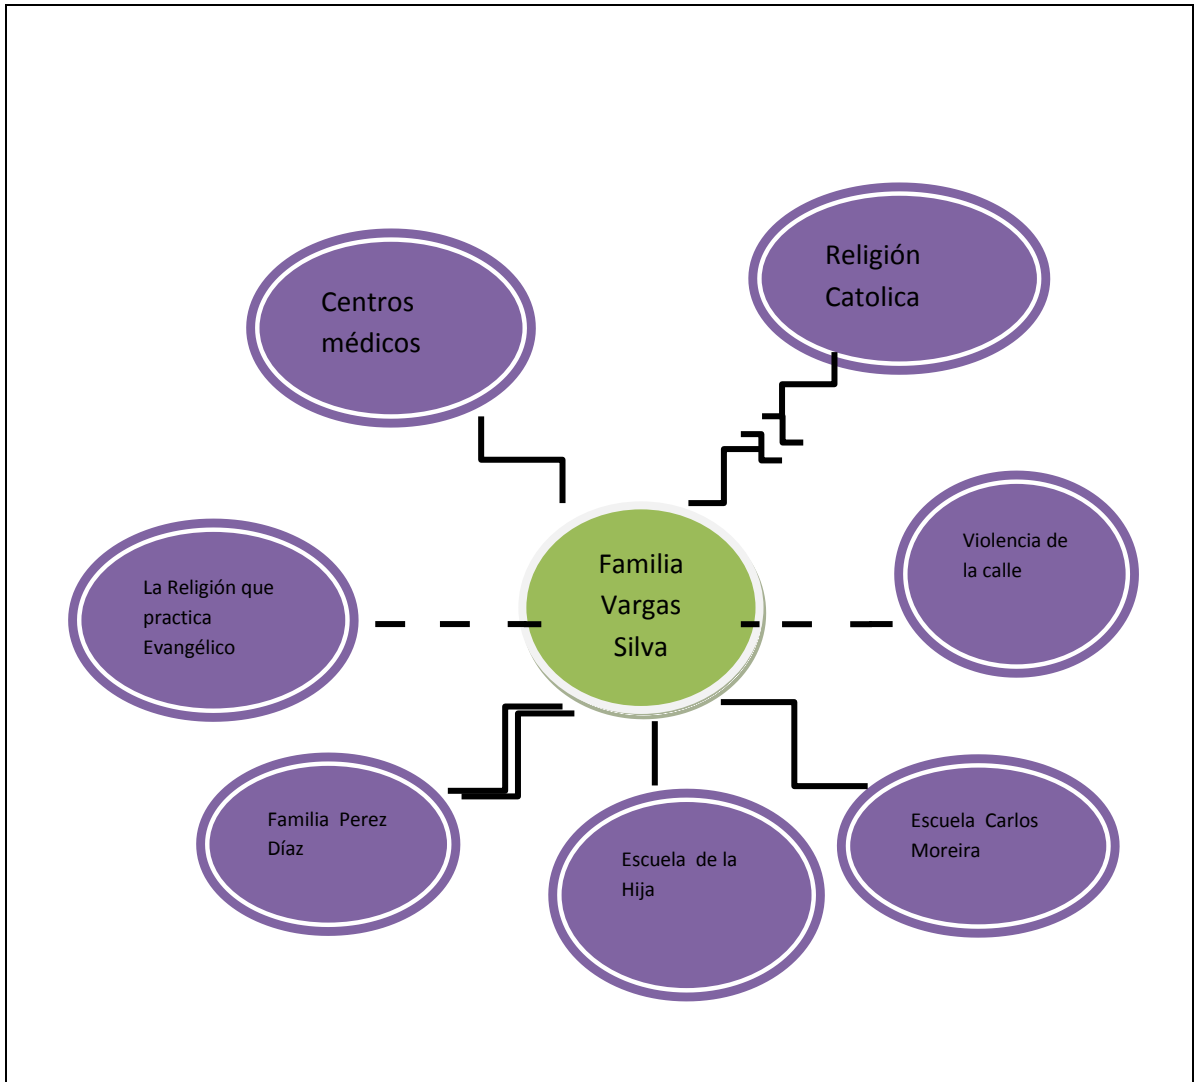 Religión
Catolica
Centros
médicos
Violencia de
la calle
Familia
Vargas
Silva
La Religión que
practica
Evangélico
Familia  Perez
Díaz
Escuela  de la
Hija
Escuela  Carlos
Moreira